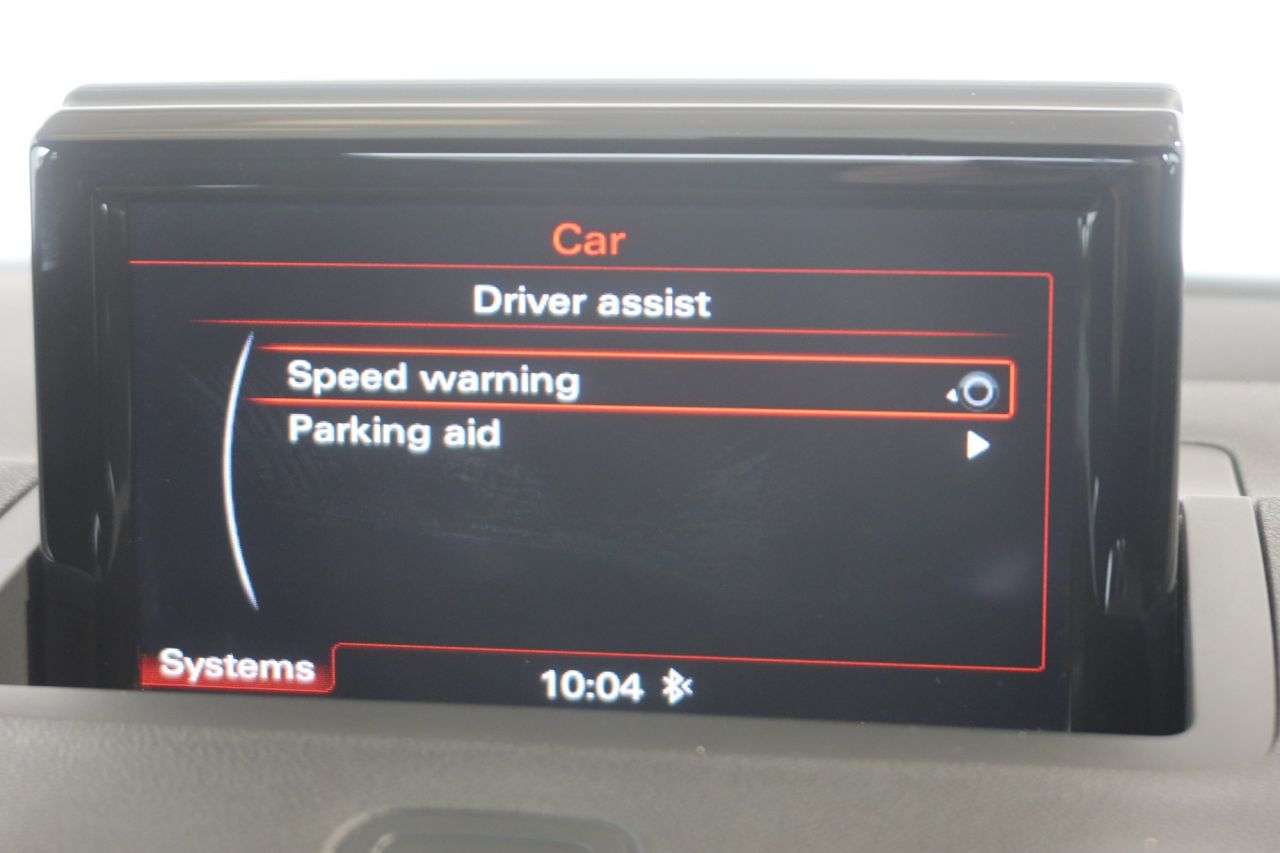 Car
Driver assist
Speed warning
Parking aid
Systems
10:04